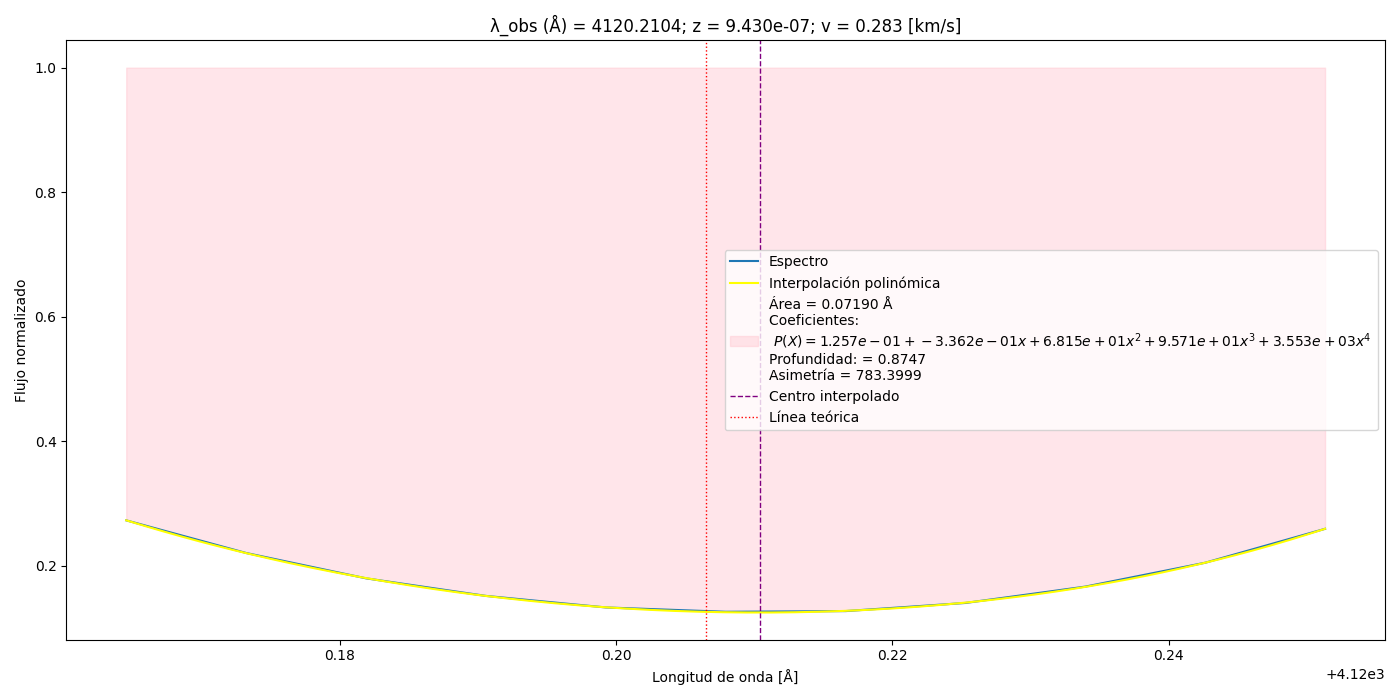 λ_obs (Å) = 4120.2104; z = 9.430e-07; v = 0.283 [km/s]
Flujo normalizado
1.0
0.8
0.6
0.4
0.2
Espectro
Interpolación polinómica
Área = 0.07190 Å
Coeficientes:
P(X) = 1.257e − 01 + −3.362e − 01x + 6.815e + 01x² + 9.571e + 01x³ + 3.553e + 03x⁴
Profundidad: = 0.8747
Asimetría = 783.3999
Centro interpolado
Línea teórica
0.18 0.20 0.22 0.24
+4.12e3
Longitud de onda [Å]